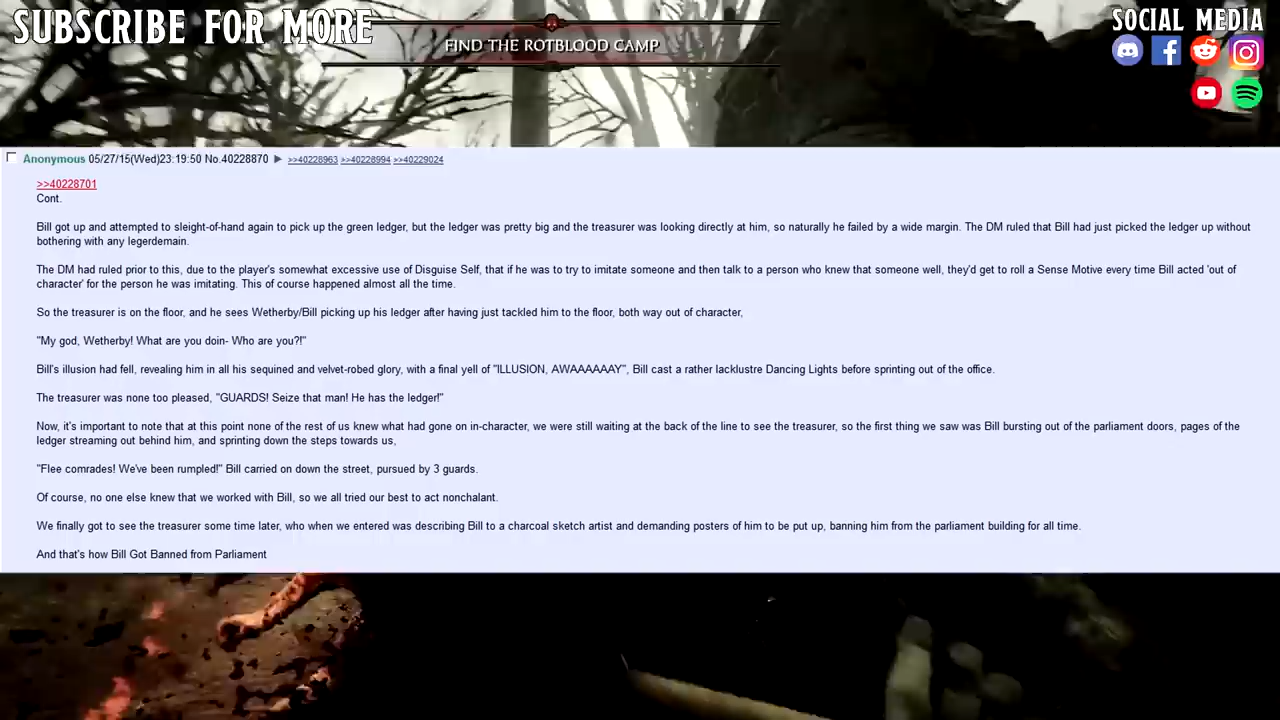 SUBSCRIBE FOR MORE
FIND THE ROTBLOOD CAMP
SOCIAL MEDIA
Anonymous 05/27/15(Wed)23:19:50 No.40228870 ▶ >>40228963 >>40228994 >>40229024
>>40228701
Cont.
Bill got up and attempted to sleight-of-hand again to pick up the green ledger, but the ledger was pretty big and the treasurer was looking directly at him, so naturally he failed by a wide margin. The DM ruled that Bill had just picked the ledger up without
bothering with any legerdemain.
The DM had ruled prior to this, due to the player's somewhat excessive use of Disguise Self, that if he was to try to imitate someone and then talk to a person who knew that someone well, they'd get to roll a Sense Motive every time Bill acted 'out of
character' for the person he was imitating. This of course happened almost all the time.
So the treasurer is on the floor, and he sees Wetherby/Bill picking up his ledger after having just tackled him to the floor, both way out of character,
"My god, Wetherby! What are you doin- Who are you?!"
Bill's illusion had fell, revealing him in all his sequined and velvet-robed glory, with a final yell of "ILLUSION, AWAAAAAAY", Bill cast a rather lacklustre Dancing Lights before sprinting out of the office.
The treasurer was none too pleased, "GUARDS! Seize that man! He has the ledger!"
Now, it's important to note that at this point none of the rest of us knew what had gone on in-character, we were still waiting at the back of the line to see the treasurer, so the first thing we saw was Bill bursting out of the parliament doors, pages of the
ledger streaming out behind him, and sprinting down the steps towards us,
"Flee comrades! We've been rumpled!" Bill carried on down the street, pursued by 3 guards.
Of course, no one else knew that we worked with Bill, so we all tried our best to act nonchalant.
We finally got to see the treasurer some time later, who when we entered was describing Bill to a charcoal sketch artist and demanding posters of him to be put up, banning him from the parliament building for all time.
And that's how Bill Got Banned from Parliament